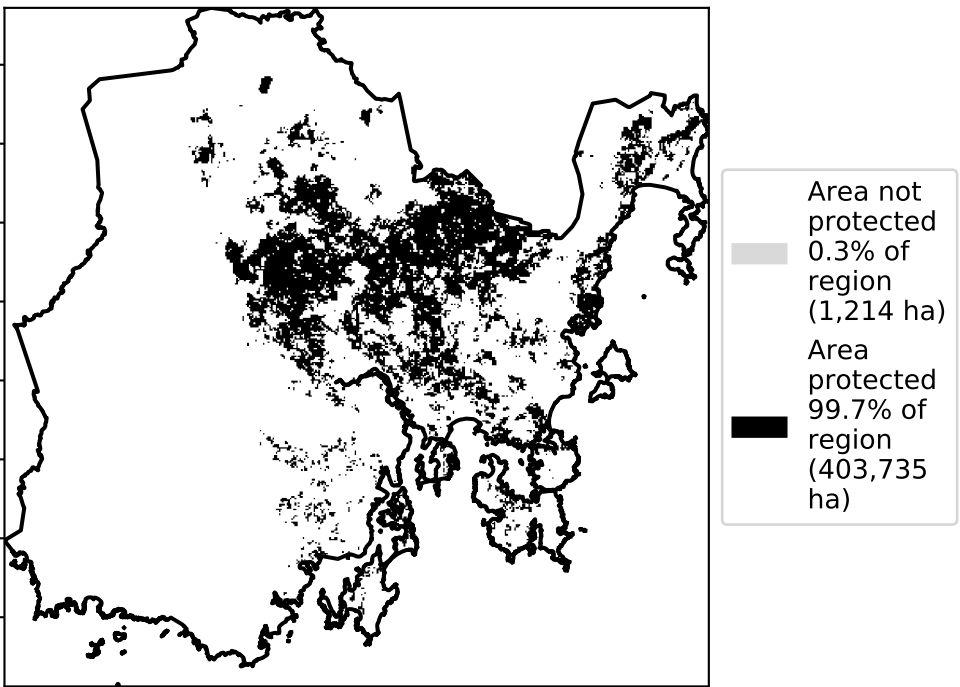 Area not
protected
0.3% of
region
(1,214 ha)
Area
protected
99.7% of
region
(403,735
ha)